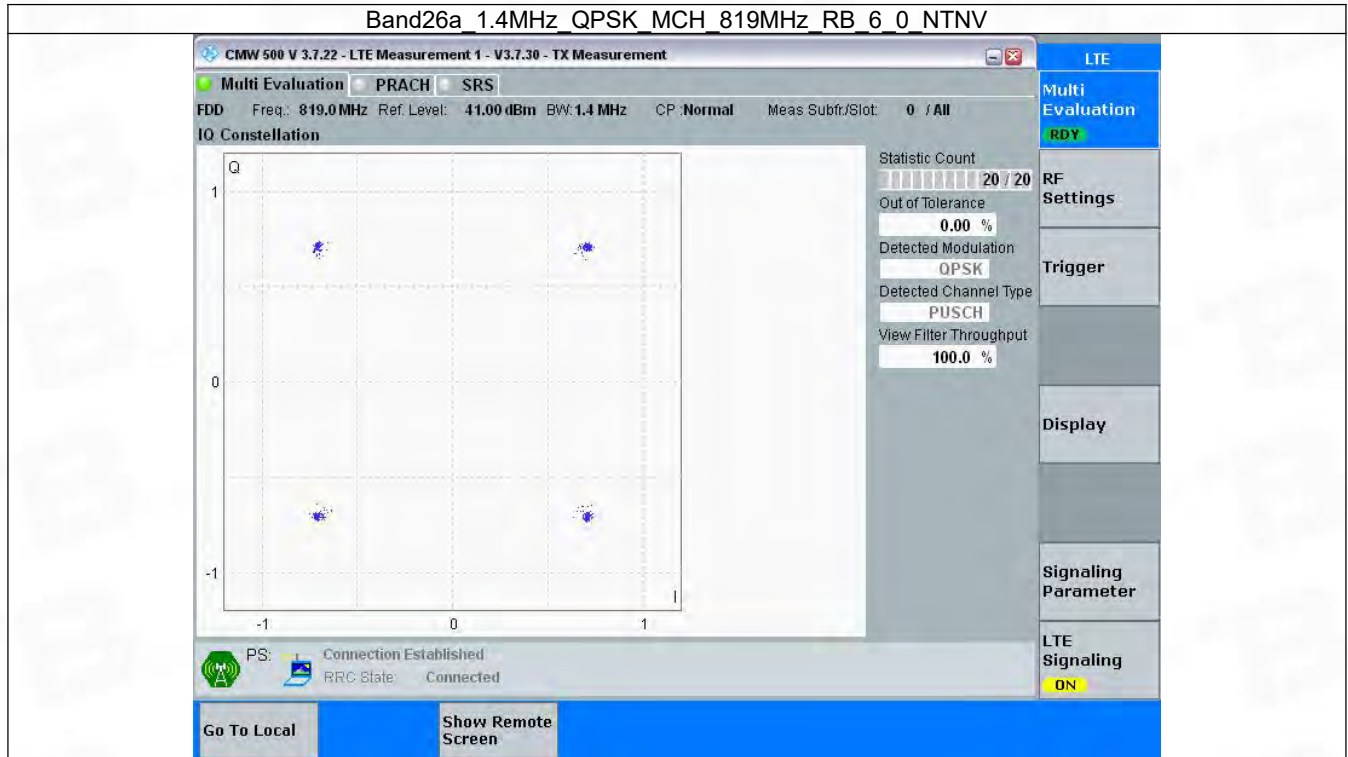 Band26a_1.4MHz_QPSK_MCH_819MHz_RB_6_0_NTNV
CMW 500 V 3.7.22 - LTE Measurement 1 - V3.7.30 - TX Measurement
Multi Evaluation PRACH SRS
FDD Freq.: 819.0 MHz Ref. Level: 41.00 dBm BW: 1.4 MHz CP :Normal Meas Subfr./Slot: 0 / All
IQ Constellation
Q
1
0
-1
I
-1 0 1
Statistic Count
20 / 20
Out of Tolerance
0.00 %
Detected Modulation
QPSK
Detected Channel Type
PUSCH
View Filter Throughput
100.0 %
PS: Connection Established
RRC State: Connected
LTE
Multi
Evaluation
RDY
RF
Settings
Trigger
Display
Signaling
Parameter
LTE
Signaling
ON
Go To Local
Show Remote
Screen